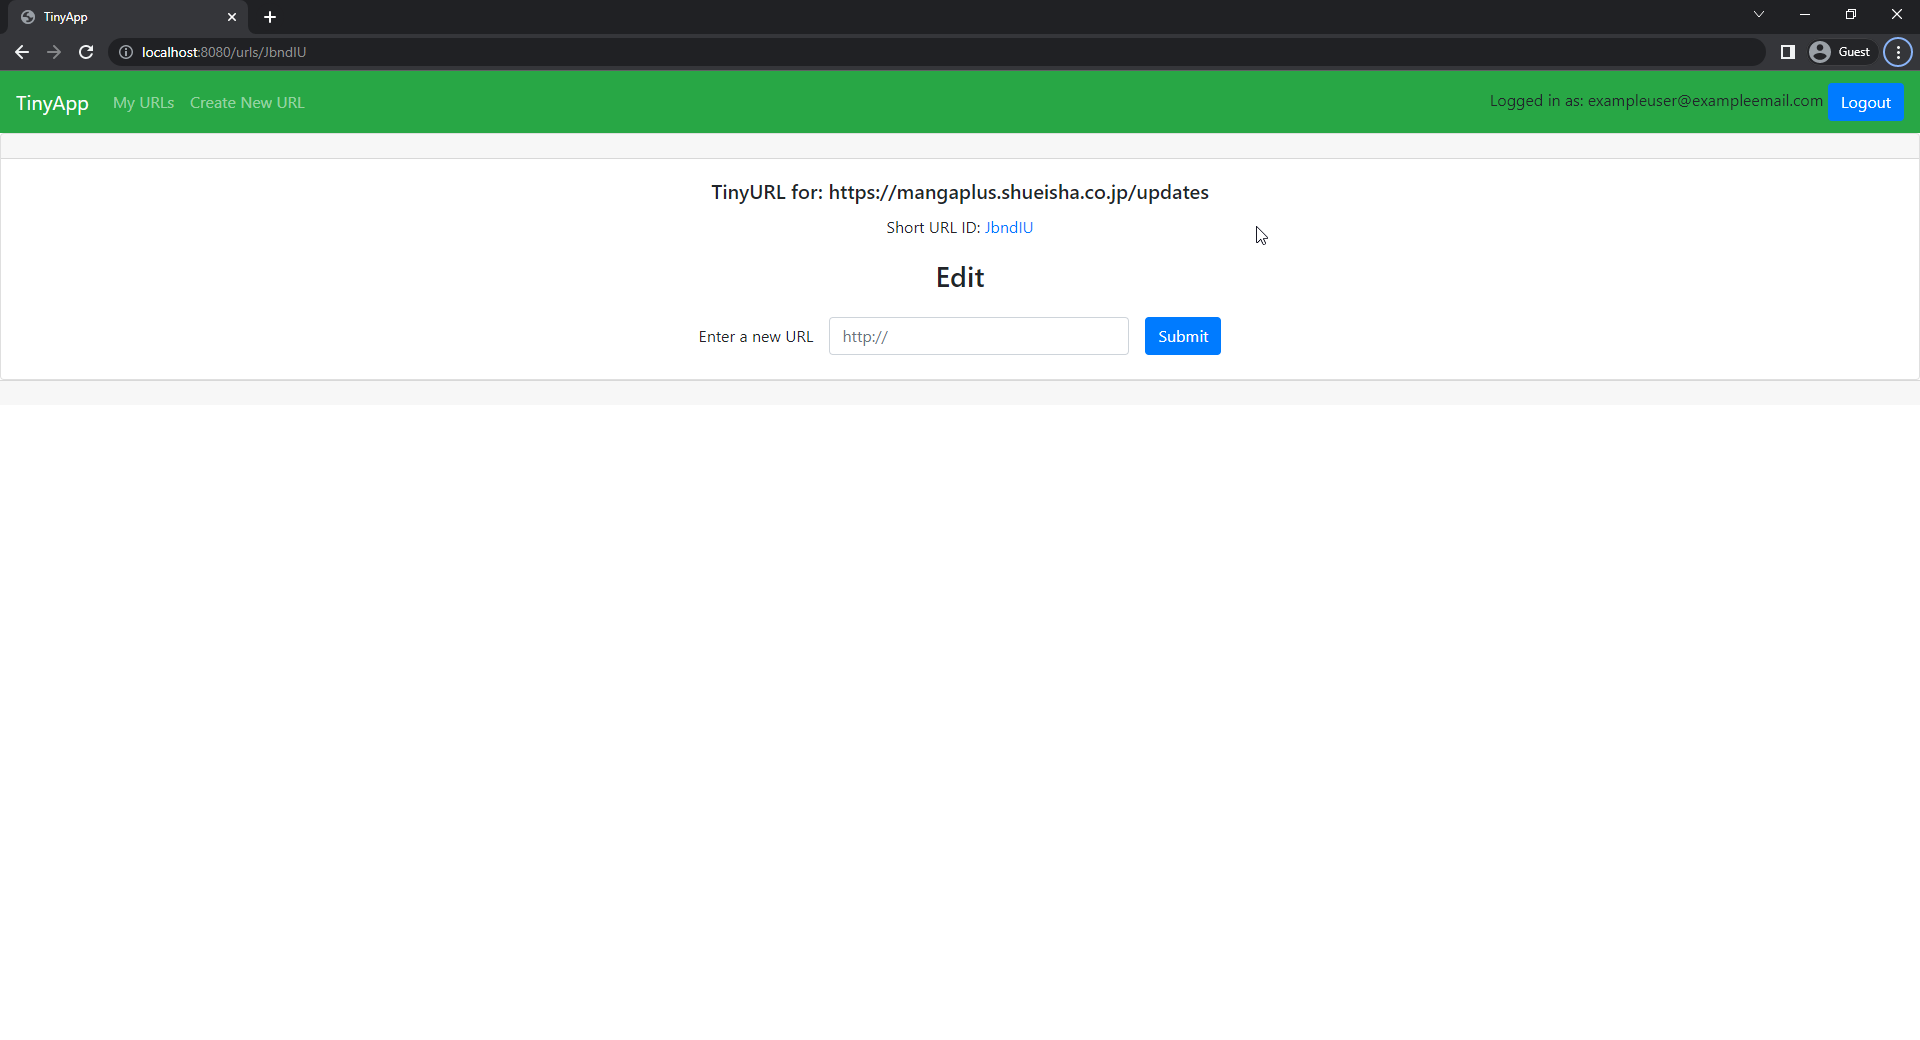 TinyApp
localhost:8080/urls/JbndIU
Guest
TinyApp My URLs Create New URL
Logged in as: exampleuser@exampleemail.com Logout
TinyURL for: https://mangaplus.shueisha.co.jp/updates
Short URL ID: JbndIU
Edit
Enter a new URL http:// Submit